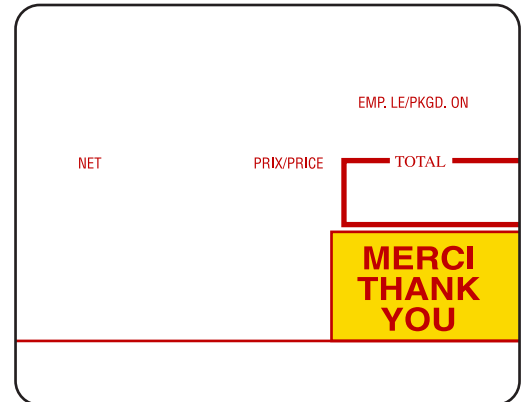 EMP. LE/PKGD. ON
NET PRIX/PRICE TOTAL
MERCI
THANK
YOU